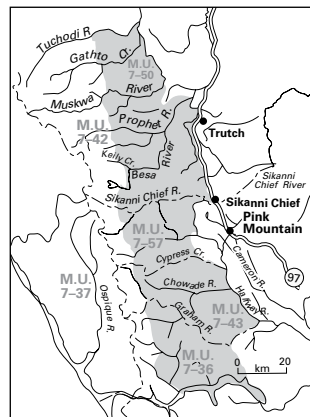 Tuchodi R.
Gathto Cr.
M.U.
7–50
Muskwa River
Prophet R.
M.U.
7–42
Trutch
Keily Cr.
Besa River
Sikanni Chief R.
Sikanni
Chief River
Sikanni Chief
Pink
Mountain
M.U.
7–57
Cypress Cr.
Cameron R.
97
M.U.
7–37
Ospique R.
Chowade R.
Halfway R.
Graham R.
M.U.
7–43
M.U.
7–36
0 20
km